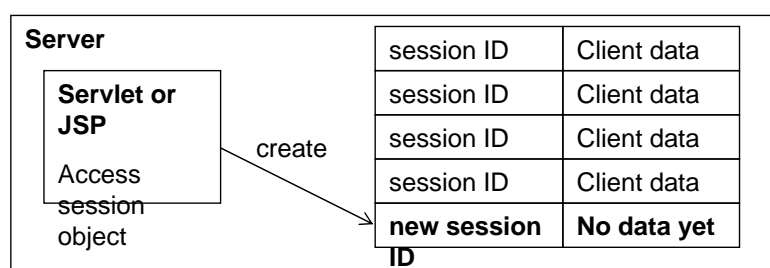 Server
Servlet or
JSP
Access
session
object
create
session ID Client data
session ID Client data
session ID Client data
session ID Client data
new session No data yet
ID